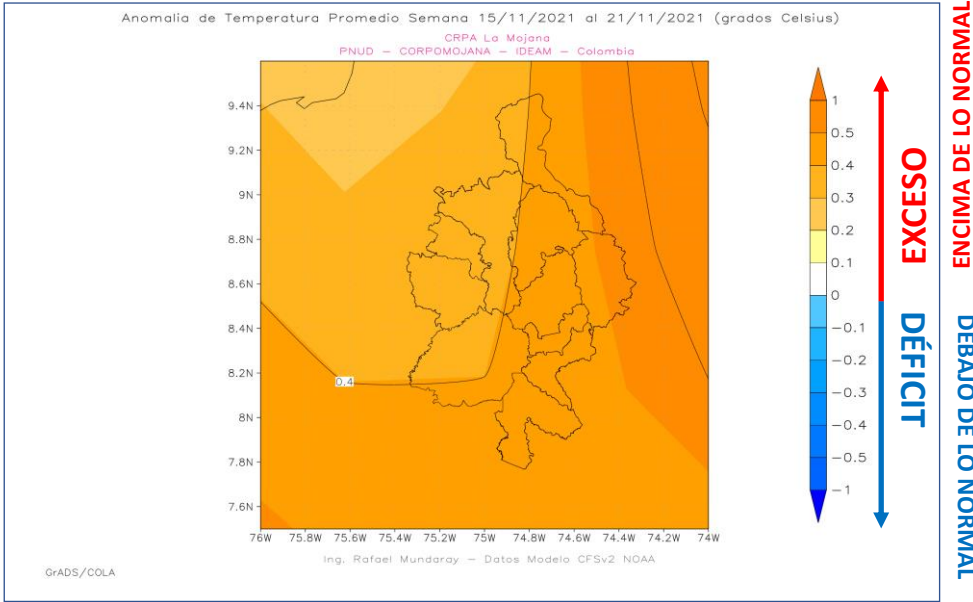 Anomalia de Temperatura Promedio Semana 15/11/2021 al 21/11/2021 (grados Celsius)
CRPA La Mojana
PNUD – CORPOMOJANA – IDEAM – Colombia
9.4N
9.2N
9N
8.8N
8.6N
8.4N
8.2N
8N
7.8N
7.6N
0.4
76W 75.8W 75.6W 75.4W 75.2W 75W 74.8W 74.6W 74.4W 74.2W 74W
1
0.5
0.4
0.3
0.2
0.1
0
−0.1
−0.2
−0.3
−0.4
−0.5
−1
EXCESO
DÉFICIT
ENCIMA DE LO NORMAL
DEBAJO DE LO NORMAL
Ing. Rafael Mundaray – Datos Modelo CFSv2 NOAA
GrADS/COLA